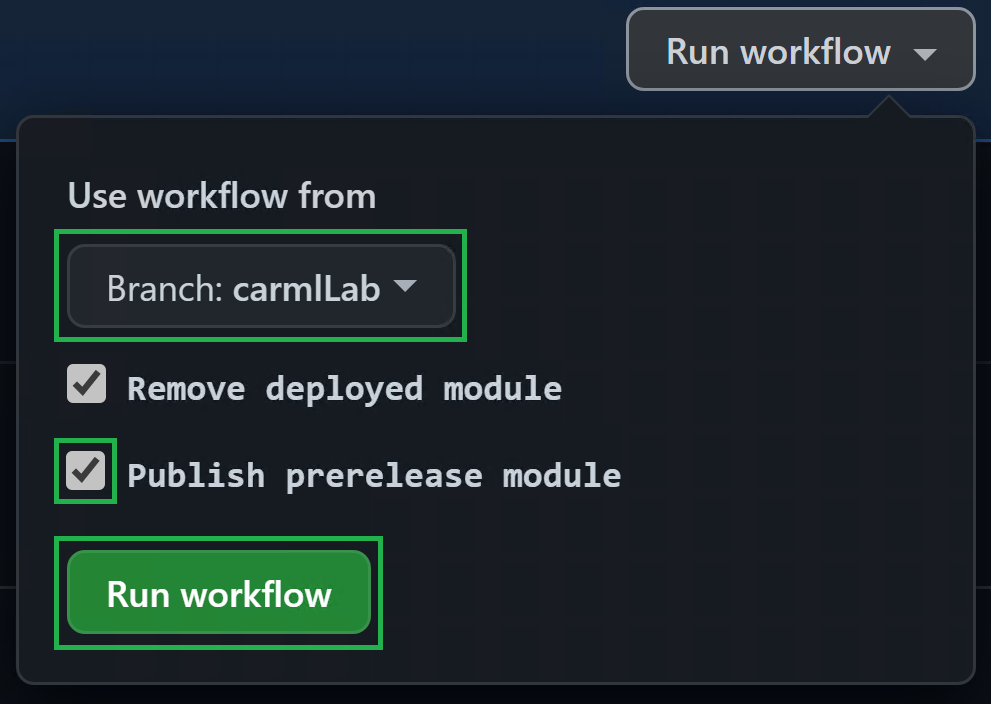 Run workflow
Use workflow from
Branch: carmlLab
Remove deployed module
Publish prerelease module
Run workflow